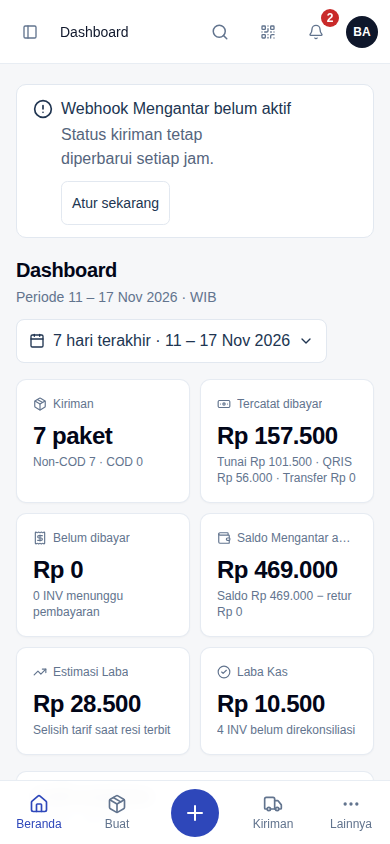 Dashboard
2
BA
Webhook Mengantar belum aktif
Status kiriman tetap
diperbarui setiap jam.
Atur sekarang
Dashboard
Periode 11 – 17 Nov 2026 · WIB
7 hari terakhir · 11 – 17 Nov 2026
Kiriman
7 paket
Non-COD 7 · COD 0
Tercatat dibayar
Rp 157.500
Tunai Rp 101.500 · QRIS
Rp 56.000 · Transfer Rp 0
Belum dibayar
Rp 0
0 INV menunggu
pembayaran
Saldo Mengantar a…
Rp 469.000
Saldo Rp 469.000 − retur
Rp 0
Estimasi Laba
Rp 28.500
Selisih tarif saat resi terbit
Laba Kas
Rp 10.500
4 INV belum direkonsiliasi
Beranda
Buat
Kiriman
Lainnya